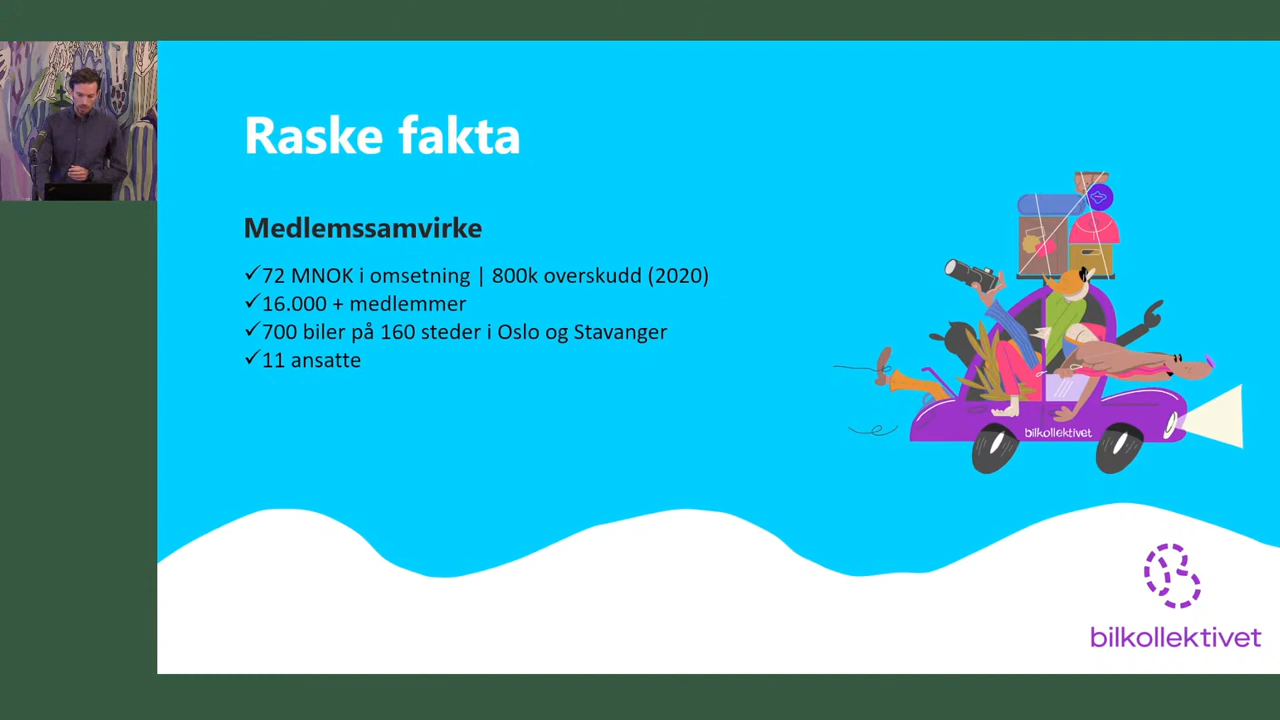 Raske fakta
Medlemssamvirke
✓72 MNOK i omsetning | 800k overskudd (2020)
✓16.000 + medlemmer
✓700 biler på 160 steder i Oslo og Stavanger
✓11 ansatte
bilkollektivet
bilkollektivet